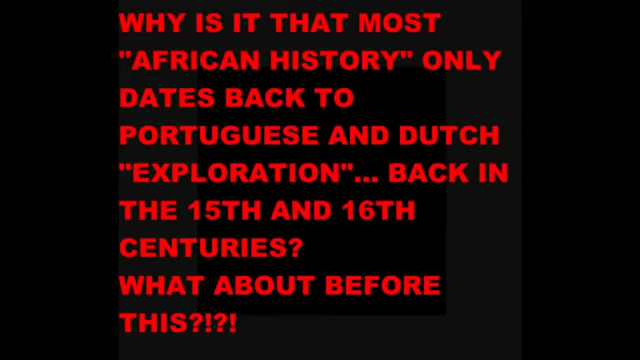 WHY IS IT THAT MOST
"AFRICAN HISTORY" ONLY
DATES BACK TO
PORTUGUESE AND DUTCH
"EXPLORATION"... BACK IN
THE 15TH AND 16TH
CENTURIES?
WHAT ABOUT BEFORE
THIS?!?!